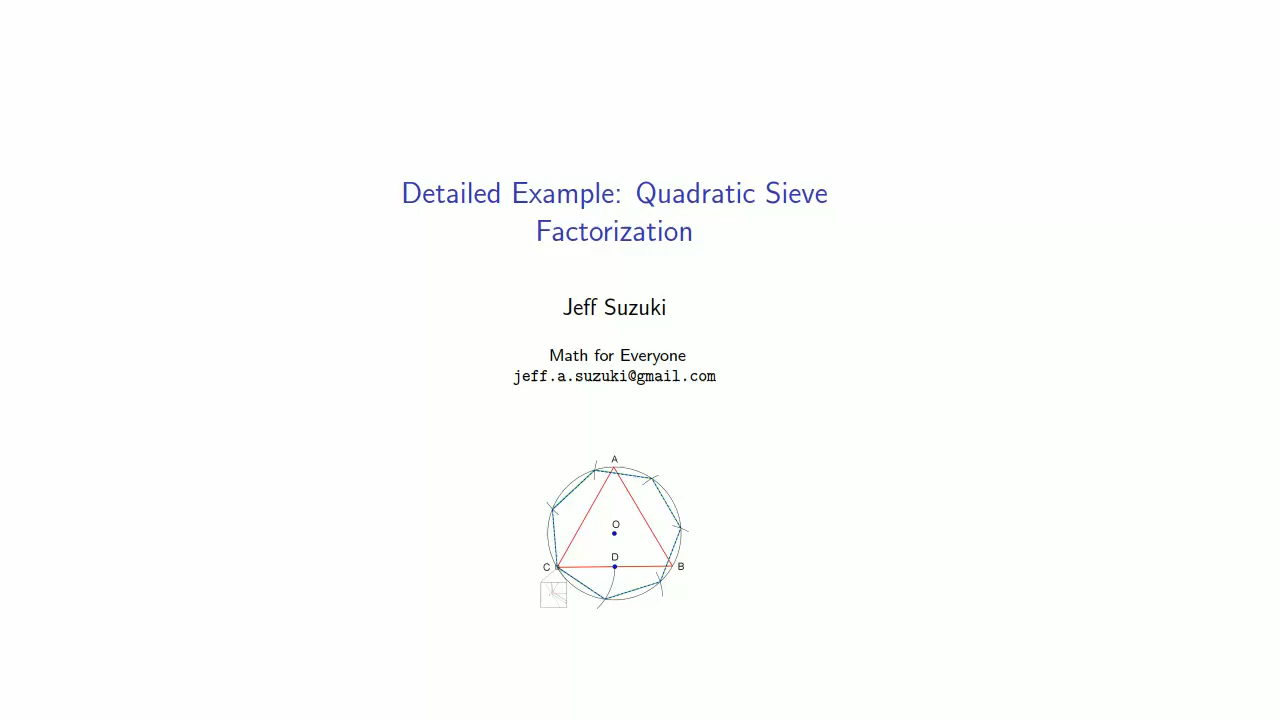 Detailed Example: Quadratic Sieve
Factorization
Jeff Suzuki
Math for Everyone
jeff.a.suzuki@gmail.com
A
O
D
C
B